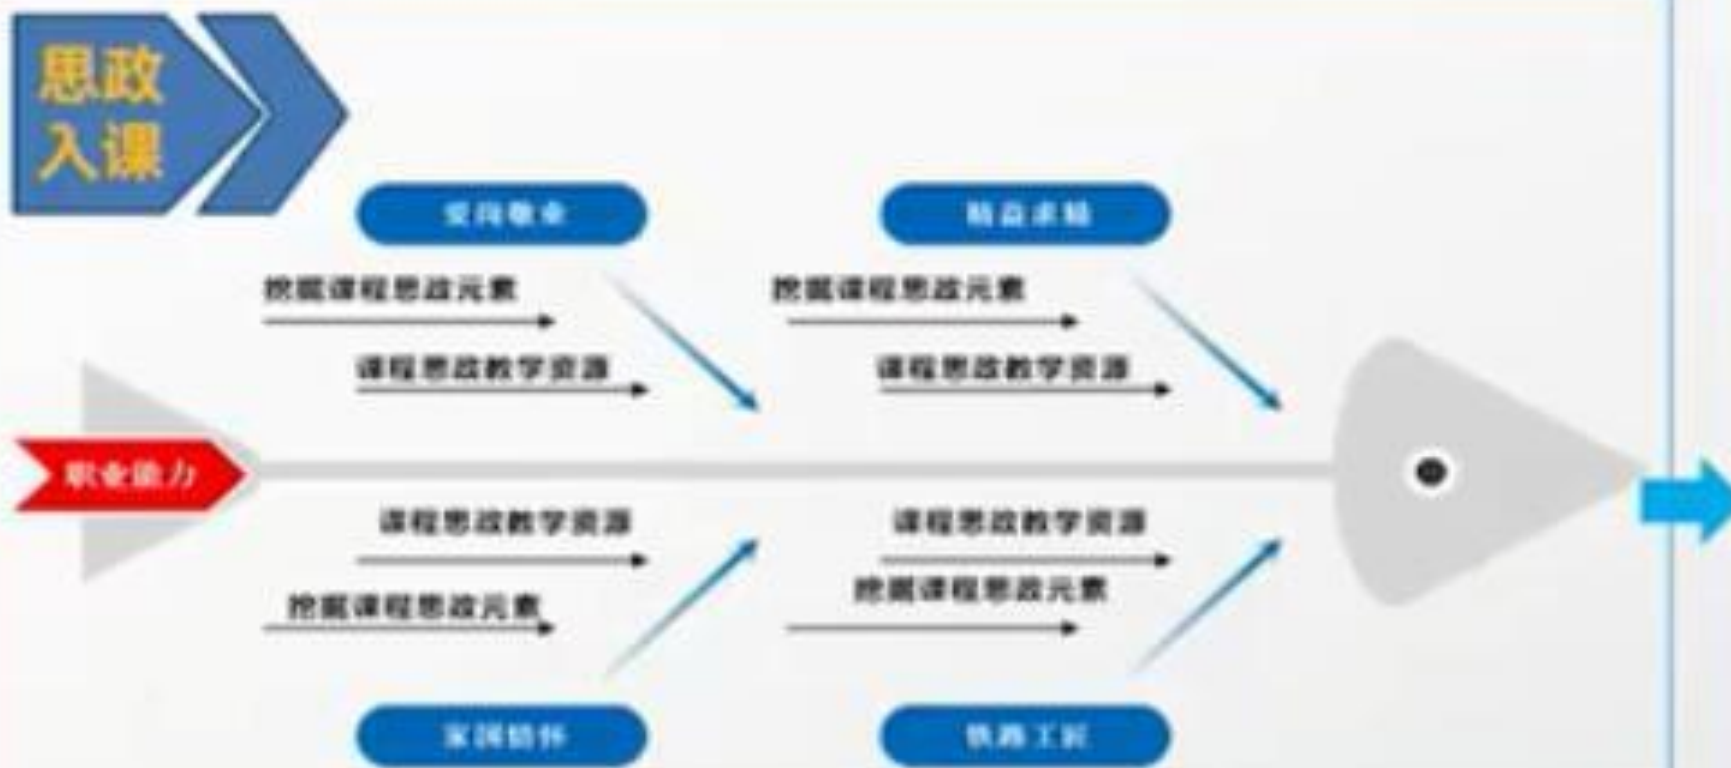 思政
入课
爱岗敬业
精益求精
挖掘课程思政元素
挖掘课程思政元素
课程思政教学资源
课程思政教学资源
职业能力
课程思政教学资源
课程思政教学资源
挖掘课程思政元素
挖掘课程思政元素
家国情怀
铁路工匠